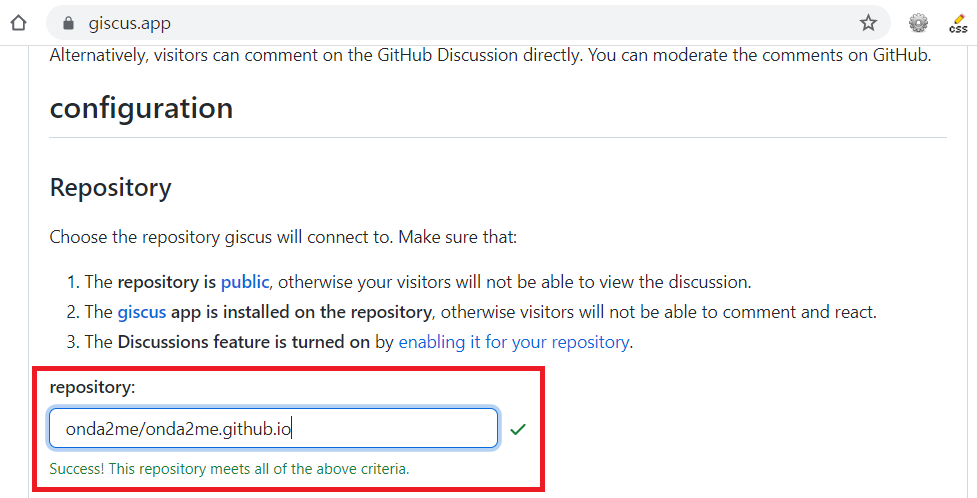 giscus.app
css
Alternatively, visitors can comment on the GitHub Discussion directly. You can moderate the comments on GitHub.
configuration
Repository
Choose the repository giscus will connect to. Make sure that:
1. The repository is public, otherwise your visitors will not be able to view the discussion.
2. The giscus app is installed on the repository, otherwise visitors will not be able to comment and react.
3. The Discussions feature is turned on by enabling it for your repository.
repository:
onda2me/onda2me.github.io
Success! This repository meets all of the above criteria.